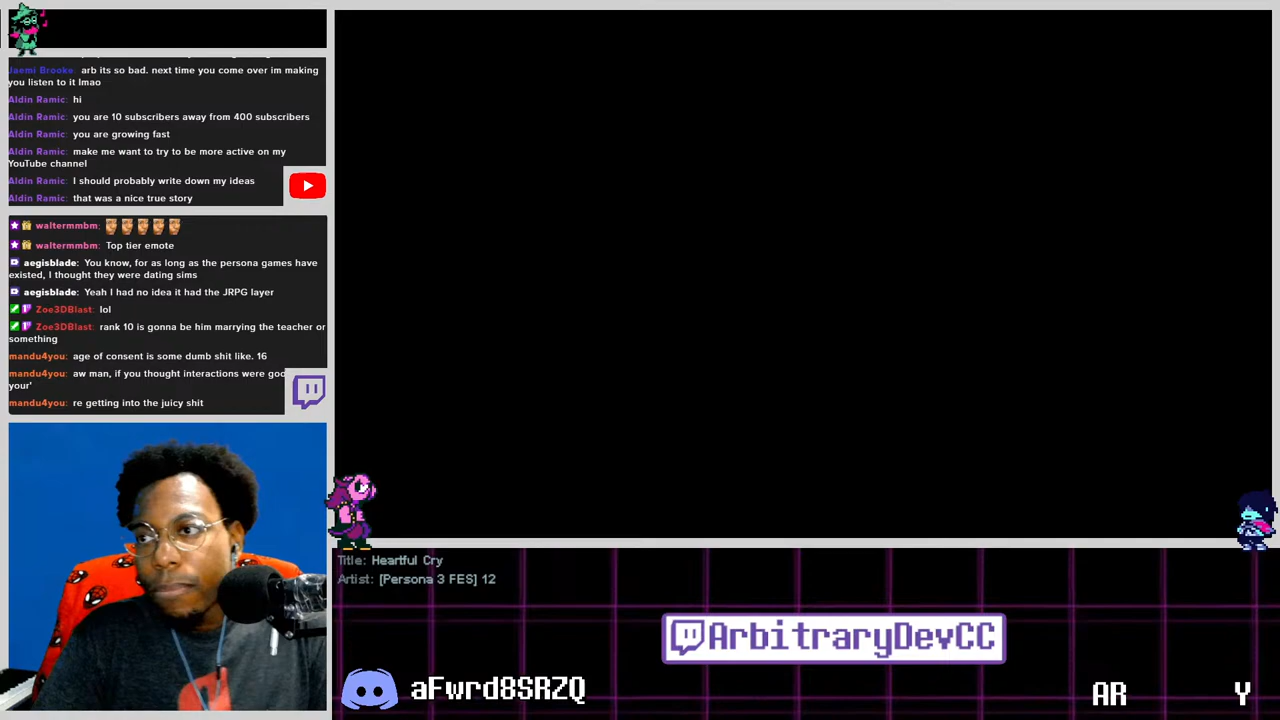 Jaemi Brooke: arb its so bad. next time you come over im making
you listen to it lmao
Aldin Ramic: hi
Aldin Ramic: you are 10 subscribers away from 400 subscribers
Aldin Ramic: you are growing fast
Aldin Ramic: make me want to try to be more active on my
YouTube channel
Aldin Ramic: I should probably write down my ideas
Aldin Ramic: that was a nice true story
waltermmbm:
waltermmbm: Top tier emote
aegisblade: You know, for as long as the persona games have
existed, I thought they were dating sims
aegisblade: Yeah I had no idea it had the JRPG layer
Zoe3DBlast: lol
Zoe3DBlast: rank 10 is gonna be him marrying the teacher or
something
mandu4you: age of consent is some dumb shit like. 16
mandu4you: aw man, if you thought interactions were
your'
mandu4you: re getting into the juicy shit
Title: Heartful Cry
Artist: [Persona 3 FES] 12
ArbitraryDevCC
aFwrd8SRZQ
AR Y